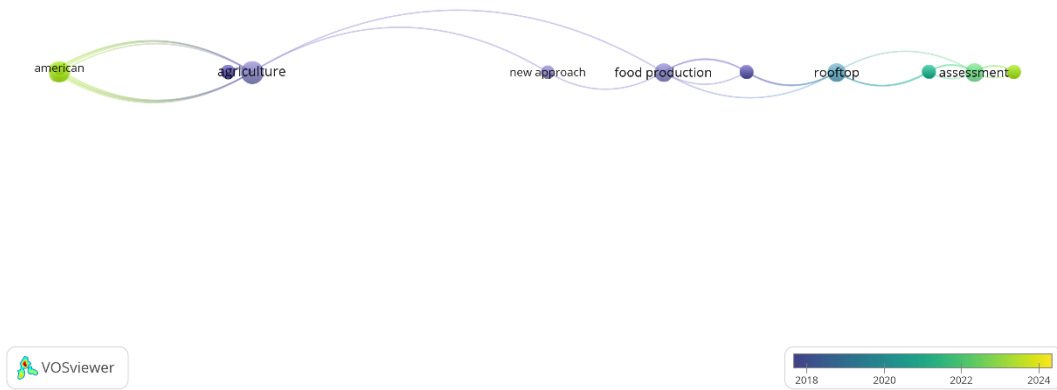 american
agriculture
new approach
food production
rooftop
assessment
VOSviewer
2018
2020
2022
2024